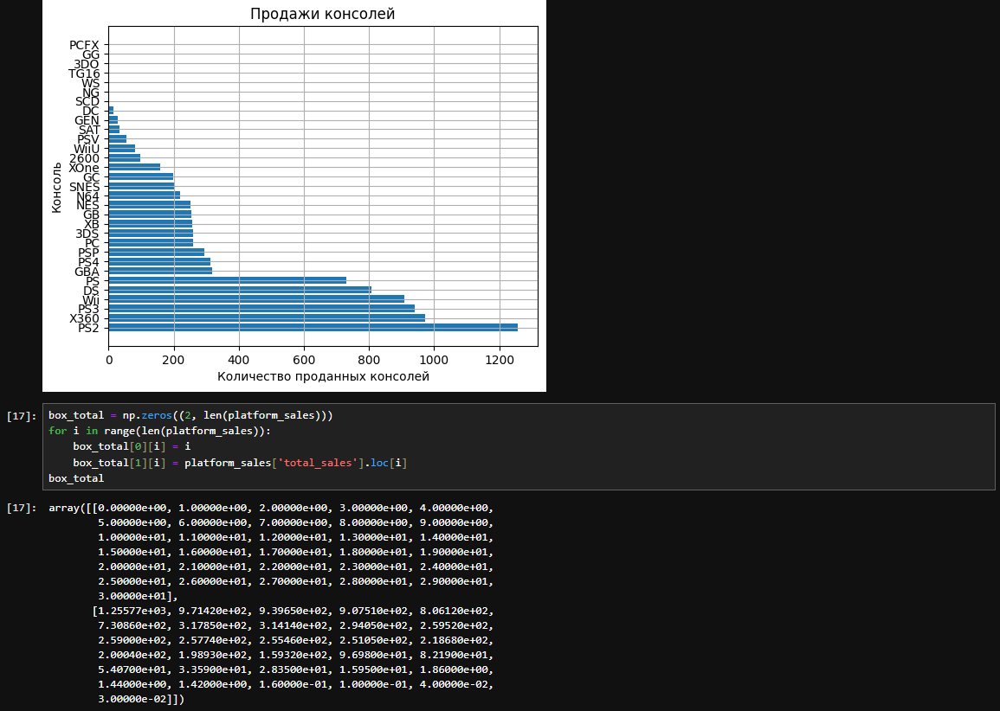 Продажи консолей
PCFX
GG
3DO
TG16
WS
NG
SCD
DC
GEN
SAT
PSV
WiiU
2600
XOne
GC
SNES
N64
NES
GB
XB
3DS
PC
PSP
PS4
GBA
PS
DS
Wii
PS3
X360
PS2
Консоль
0 200 400 600 800 1000 1200
Количество проданных консолей
[17]: box_total = np.zeros((2, len(platform_sales)))
for i in range(len(platform_sales)):
    box_total[0][i] = i
    box_total[1][i] = platform_sales['total_sales'].loc[i]
box_total
[17]: array([[0.00000e+00, 1.00000e+00, 2.00000e+00, 3.00000e+00, 4.00000e+00,
5.00000e+00, 6.00000e+00, 7.00000e+00, 8.00000e+00, 9.00000e+00,
1.00000e+01, 1.10000e+01, 1.20000e+01, 1.30000e+01, 1.40000e+01,
1.50000e+01, 1.60000e+01, 1.70000e+01, 1.80000e+01, 1.90000e+01,
2.00000e+01, 2.10000e+01, 2.20000e+01, 2.30000e+01, 2.40000e+01,
2.50000e+01, 2.60000e+01, 2.70000e+01, 2.80000e+01, 2.90000e+01,
3.00000e+01],
[1.25577e+03, 9.71420e+02, 9.39650e+02, 9.07510e+02, 8.06120e+02,
7.30860e+02, 3.17850e+02, 3.14140e+02, 2.94050e+02, 2.59520e+02,
2.59000e+02, 2.57740e+02, 2.55460e+02, 2.51050e+02, 2.18680e+02,
2.00040e+02, 1.98930e+02, 1.59320e+02, 9.69800e+01, 8.21900e+01,
5.40700e+01, 3.35900e+01, 2.83500e+01, 1.59500e+01, 1.86000e+00,
1.44000e+00, 1.42000e+00, 1.60000e-01, 1.00000e-01, 4.00000e-02,
3.00000e-02]])